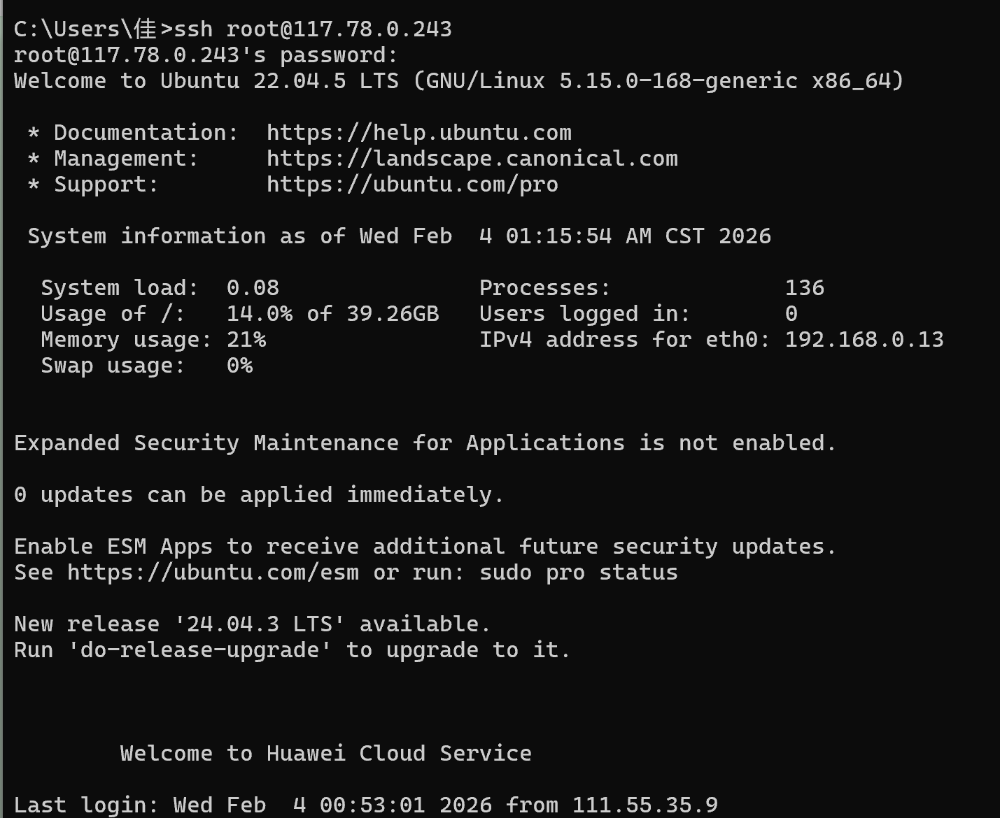 C:\Users\佳>ssh root@117.78.0.243
root@117.78.0.243's password:
Welcome to Ubuntu 22.04.5 LTS (GNU/Linux 5.15.0-168-generic x86_64)
* Documentation:  https://help.ubuntu.com
* Management:     https://landscape.canonical.com
* Support:        https://ubuntu.com/pro
System information as of Wed Feb  4 01:15:54 AM CST 2026
System load:  0.08               Processes:             136
Usage of /:   14.0% of 39.26GB   Users logged in:       0
Memory usage: 21%                IPv4 address for eth0: 192.168.0.13
Swap usage:   0%
Expanded Security Maintenance for Applications is not enabled.
0 updates can be applied immediately.
Enable ESM Apps to receive additional future security updates.
See https://ubuntu.com/esm or run: sudo pro status
New release '24.04.3 LTS' available.
Run 'do-release-upgrade' to upgrade to it.
Welcome to Huawei Cloud Service
Last login: Wed Feb  4 00:53:01 2026 from 111.55.35.9